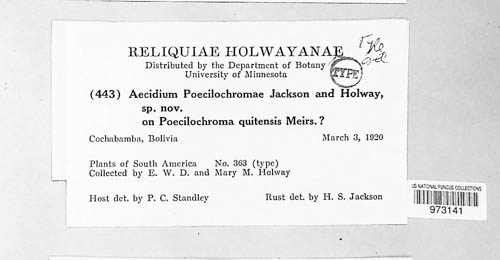 RELIQUIAE HOLWAYANAE
Type
Distributed by the Department of Botany
University of Minnesota
TYPE
(443) Aecidium Poecilochromae Jackson and Holway,
sp. nov.
on Poecilochroma quitensis Meirs.?
Cochabamba, Bolivia March 3, 1920
Plants of South America No. 363 (type)
Collected by E. W. D. and Mary M. Holway
Host det. by P. C. Standley Rust det. by H. S. Jackson
US NATIONAL FUNGUS COLLECTIONS
973141